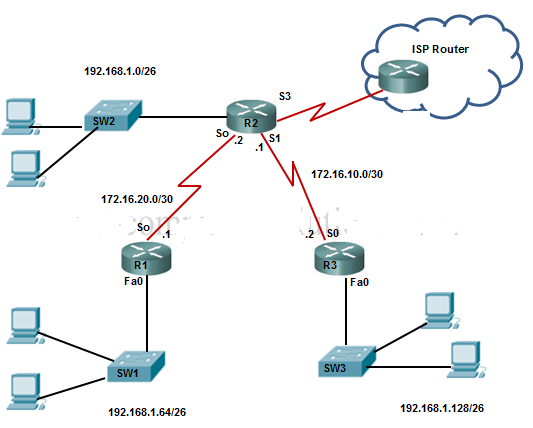 ISP Router
192.168.1.0/26
S3
SW2
R2
So
.2
.1
S1
172.16.10.0/30
172.16.20.0/30
So
.1
.2
S0
R1
R3
Fa0
Fa0
SW1
SW3
192.168.1.64/26
192.168.1.128/26